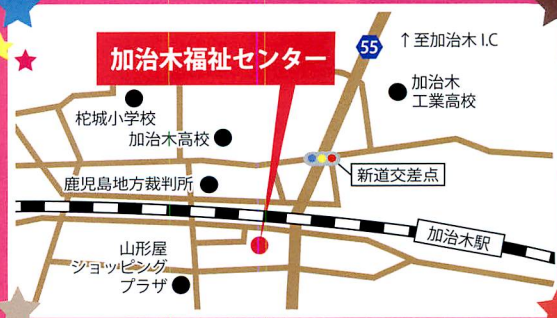 55
↑至加治木 I.C
加治木福祉センター
加治木
工業高校
柁城小学校
加治木高校
新道交差点
鹿児島地方裁判所
加治木駅
山形屋
ショッピング
プラザ